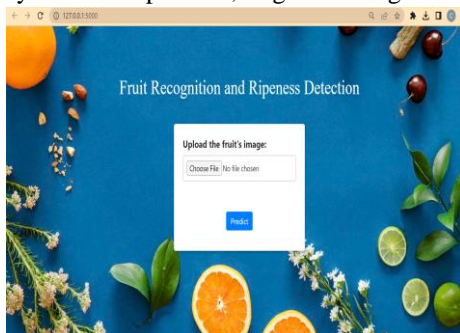 127.0.0.1:5000
Fruit Recognition and Ripeness Detection
Upload the fruit's image:
Choose File No file chosen
Predict